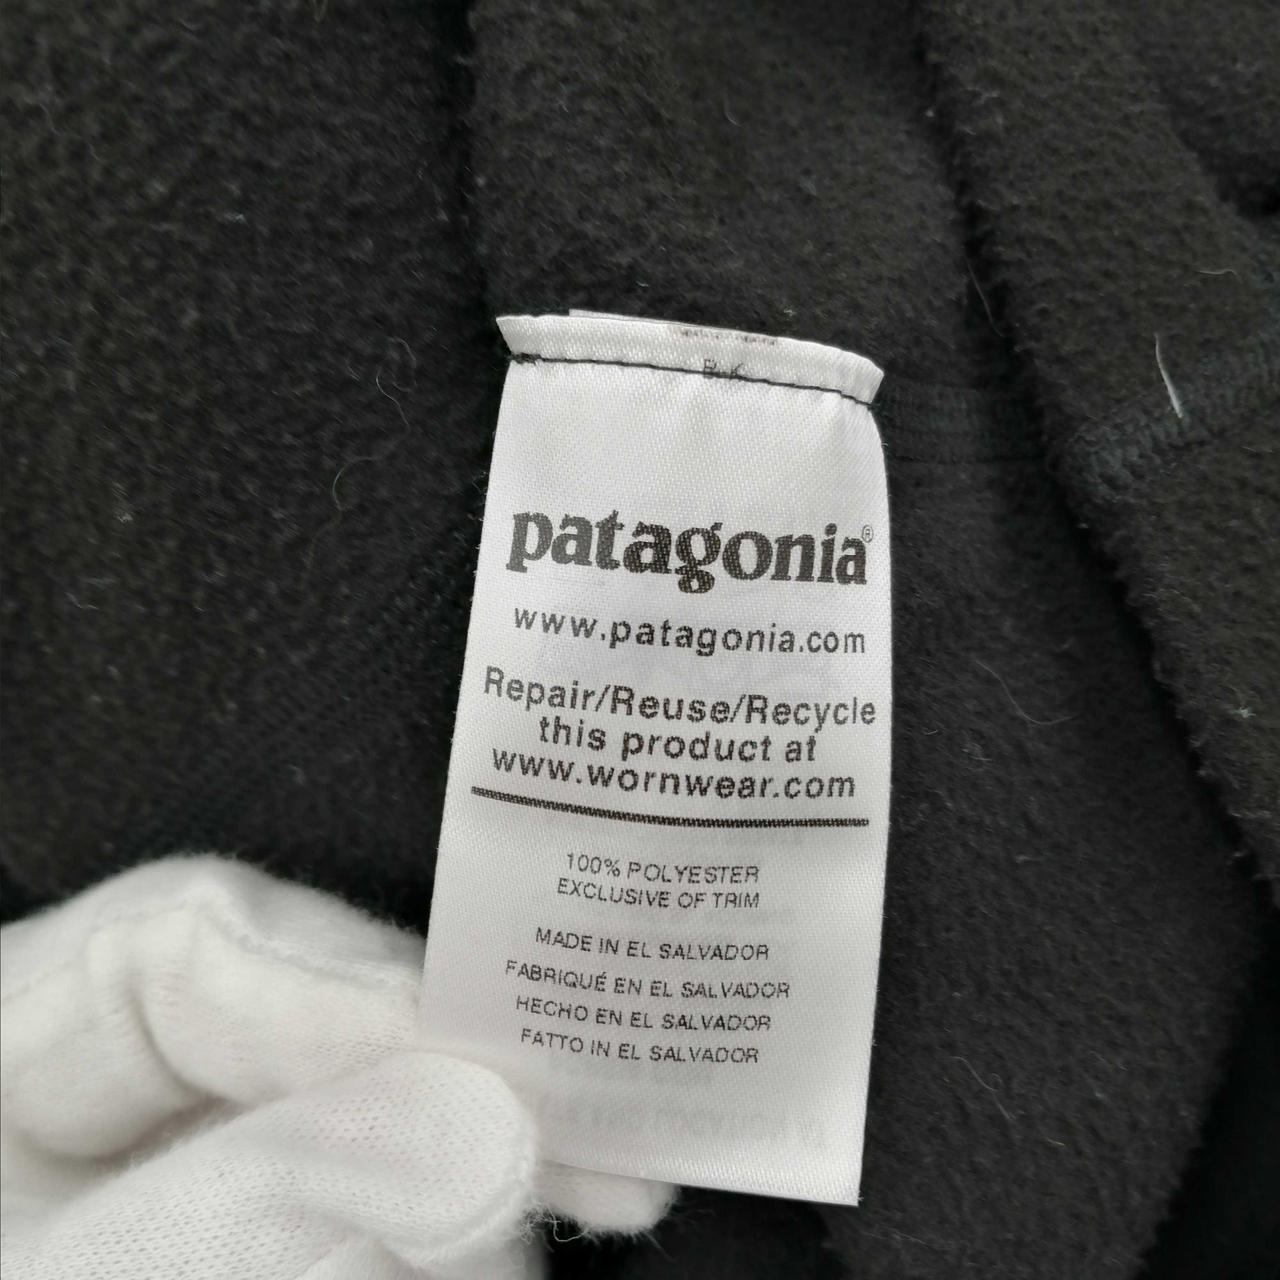 patagonia®
www.patagonia.com
Repair/Reuse/Recycle
this product at
www.wornwear.com
100% POLYESTER
EXCLUSIVE OF TRIM
MADE IN EL SALVADOR
FABRIQUÉ EN EL SALVADOR
HECHO EN EL SALVADOR
FATTO IN EL SALVADOR